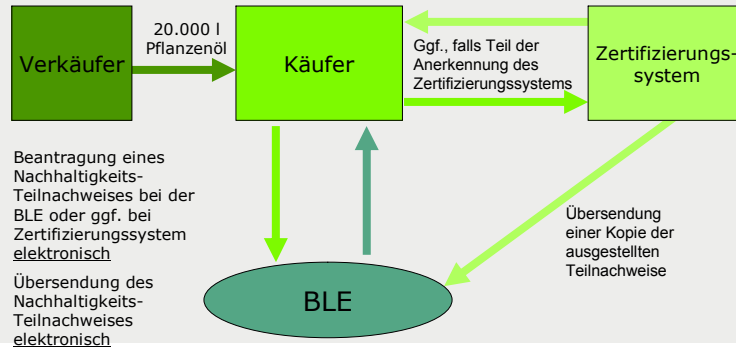 20.000 l
Pflanzenöl
Verkäufer
Käufer
Ggf., falls Teil der
Anerkennung des
Zertifizierungssystems
Zertifizierungs-
system
Beantragung eines
Nachhaltigkeits-
Teilnachweises bei der
BLE oder ggf. bei
Zertifizierungssystem
elektronisch
Übersendung des
Nachhaltigkeits-
Teilnachweises
elektronisch
BLE
Übersendung
einer Kopie der
ausgestellten
Teilnachweise